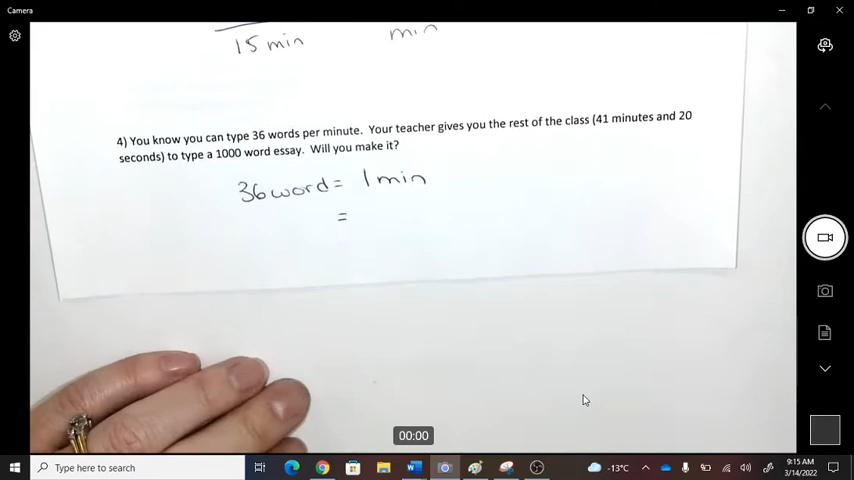 Camera
15 min
min
4) You know you can type 36 words per minute. Your teacher gives you the rest of the class (41 minutes and 20
seconds) to type a 1000 word essay. Will you make it?
36 word = 1 min
=
00:00
Type here to search
-13°C
9:15 AM
3/14/2022